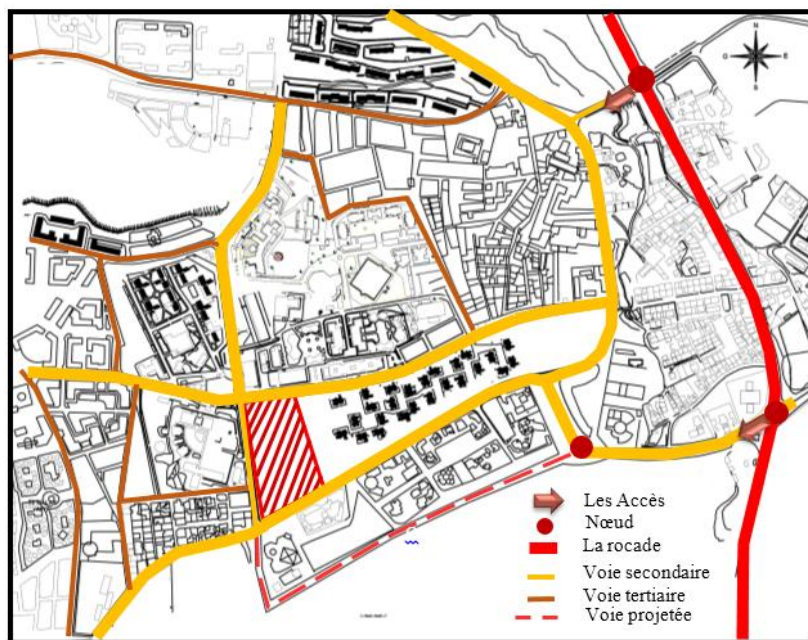 N
O
E
S
Les Accès
Nœud
La rocade
Voie secondaire
Voie tertiaire
Voie projetée